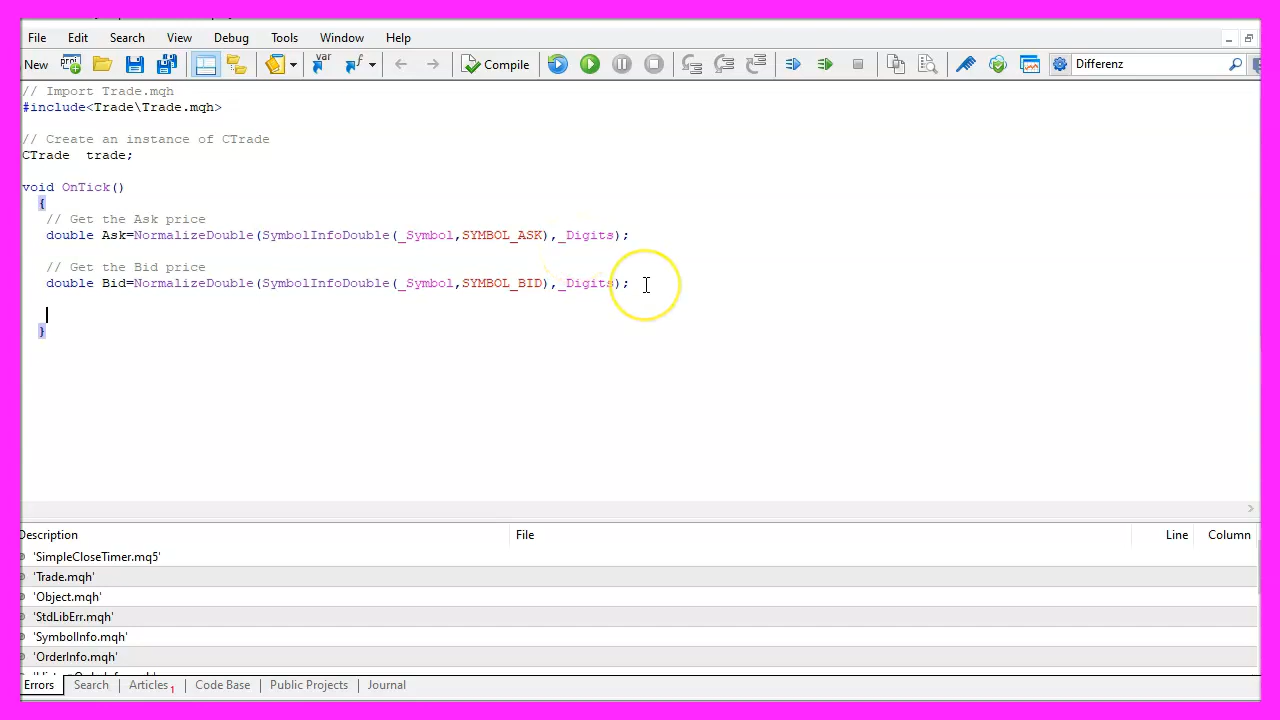 File Edit Search View Debug Tools Window Help
New Compile Differenz
// Import Trade.mqh
#include<Trade\Trade.mqh>
// Create an instance of CTrade
CTrade  trade;
void OnTick()
{
// Get the Ask price
double Ask=NormalizeDouble(SymbolInfoDouble(_Symbol,SYMBOL_ASK),_Digits);
// Get the Bid price
double Bid=NormalizeDouble(SymbolInfoDouble(_Symbol,SYMBOL_BID),_Digits);
}
Description File Line Column
'SimpleCloseTimer.mq5'
'Trade.mqh'
'Object.mqh'
'StdLibErr.mqh'
'SymbolInfo.mqh'
'OrderInfo.mqh'
Errors Search Articles 1 Code Base Public Projects Journal